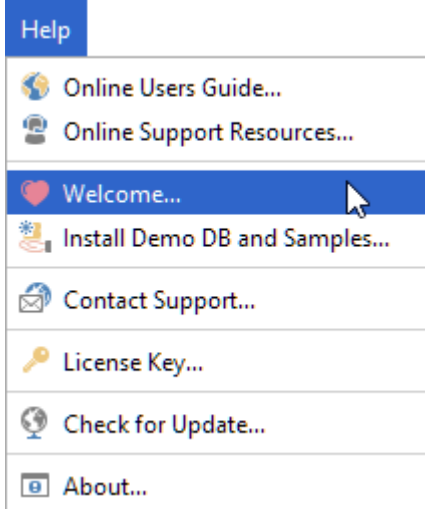 Help
Online Users Guide...
Online Support Resources...
Welcome...
Install Demo DB and Samples...
Contact Support...
License Key...
Check for Update...
About...